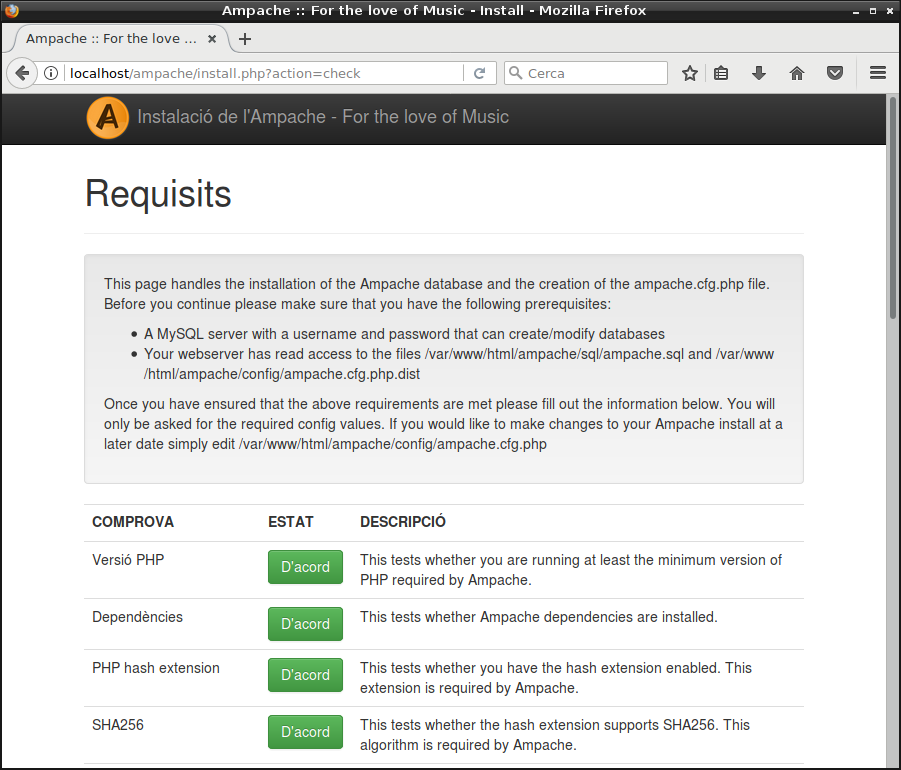 Ampache :: For the love of Music - Install - Mozilla Firefox
Ampache :: For the love ...
localhost/ampache/install.php?action=check
Cerca
Instalació de l'Ampache - For the love of Music
Requisits
This page handles the installation of the Ampache database and the creation of the ampache.cfg.php file.
Before you continue please make sure that you have the following prerequisites:
• A MySQL server with a username and password that can create/modify databases
• Your webserver has read access to the files /var/www/html/ampache/sql/ampache.sql and /var/www
/html/ampache/config/ampache.cfg.php.dist
Once you have ensured that the above requirements are met please fill out the information below. You will
only be asked for the required config values. If you would like to make changes to your Ampache install at a
later date simply edit /var/www/html/ampache/config/ampache.cfg.php
COMPROVA ESTAT DESCRIPCIÓ
Versió PHP D'acord This tests whether you are running at least the minimum version of
PHP required by Ampache.
Dependències D'acord This tests whether Ampache dependencies are installed.
PHP hash extension D'acord This tests whether you have the hash extension enabled. This
extension is required by Ampache.
SHA256 D'acord This tests whether the hash extension supports SHA256. This
algorithm is required by Ampache.